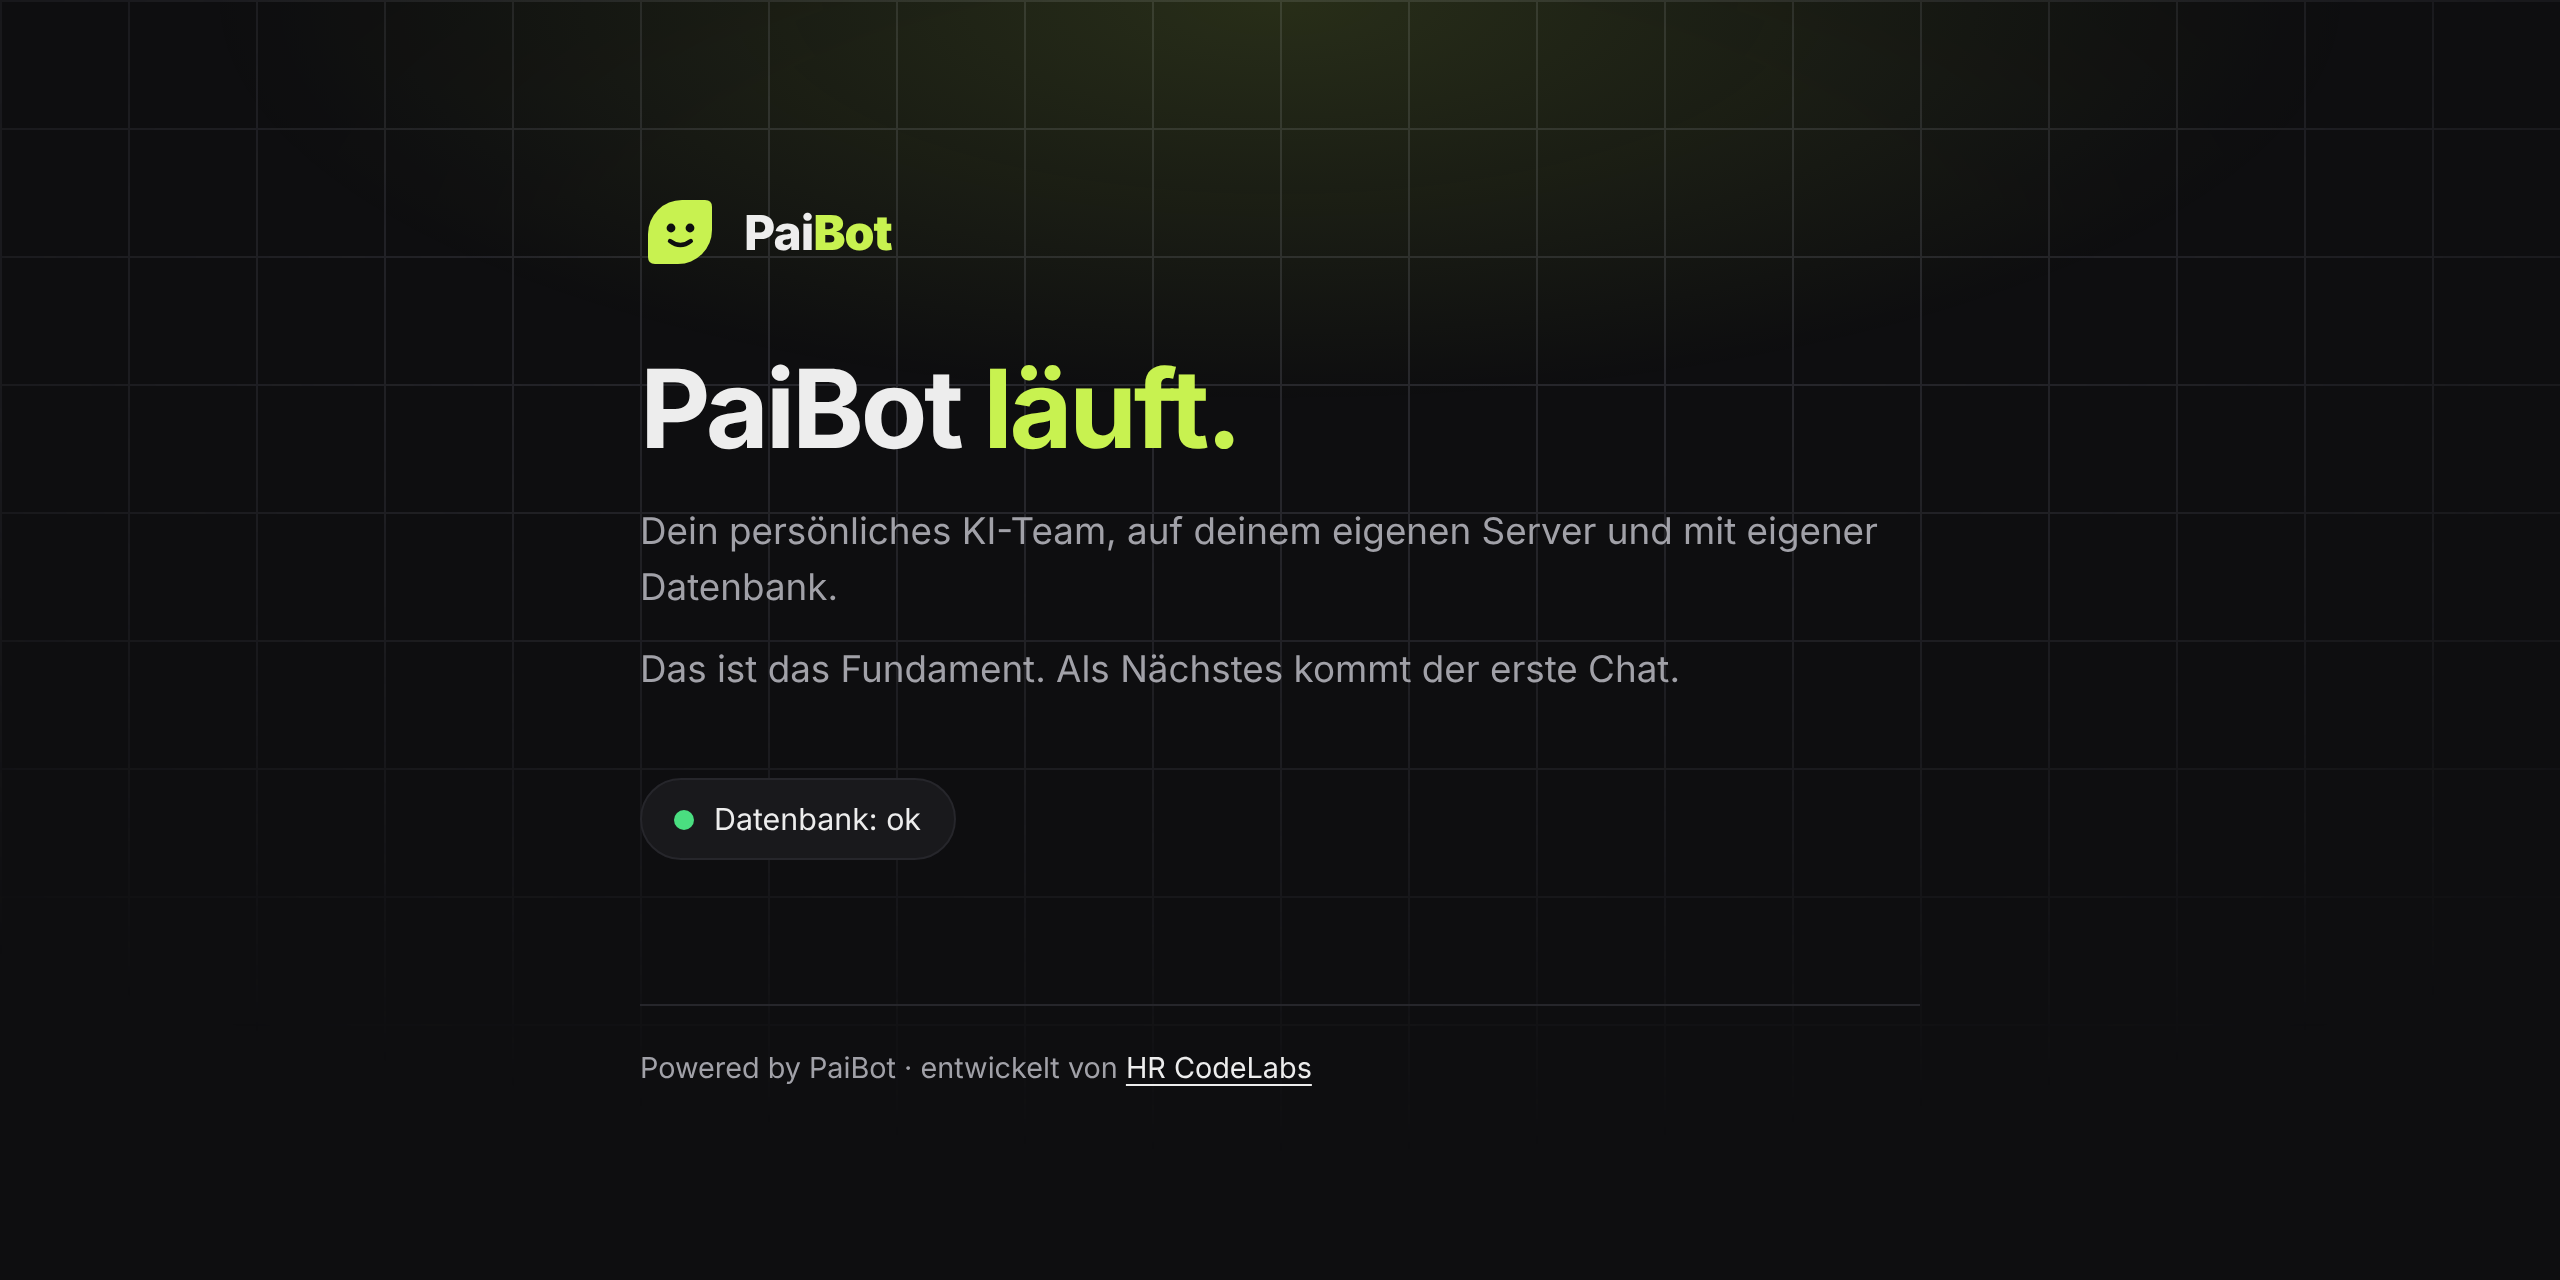 PaiBot
PaiBot läuft.
Dein persönliches KI-Team, auf deinem eigenen Server und mit eigener
Datenbank.
Das ist das Fundament. Als Nächstes kommt der erste Chat.
Datenbank: ok
Powered by PaiBot · entwickelt von HR CodeLabs